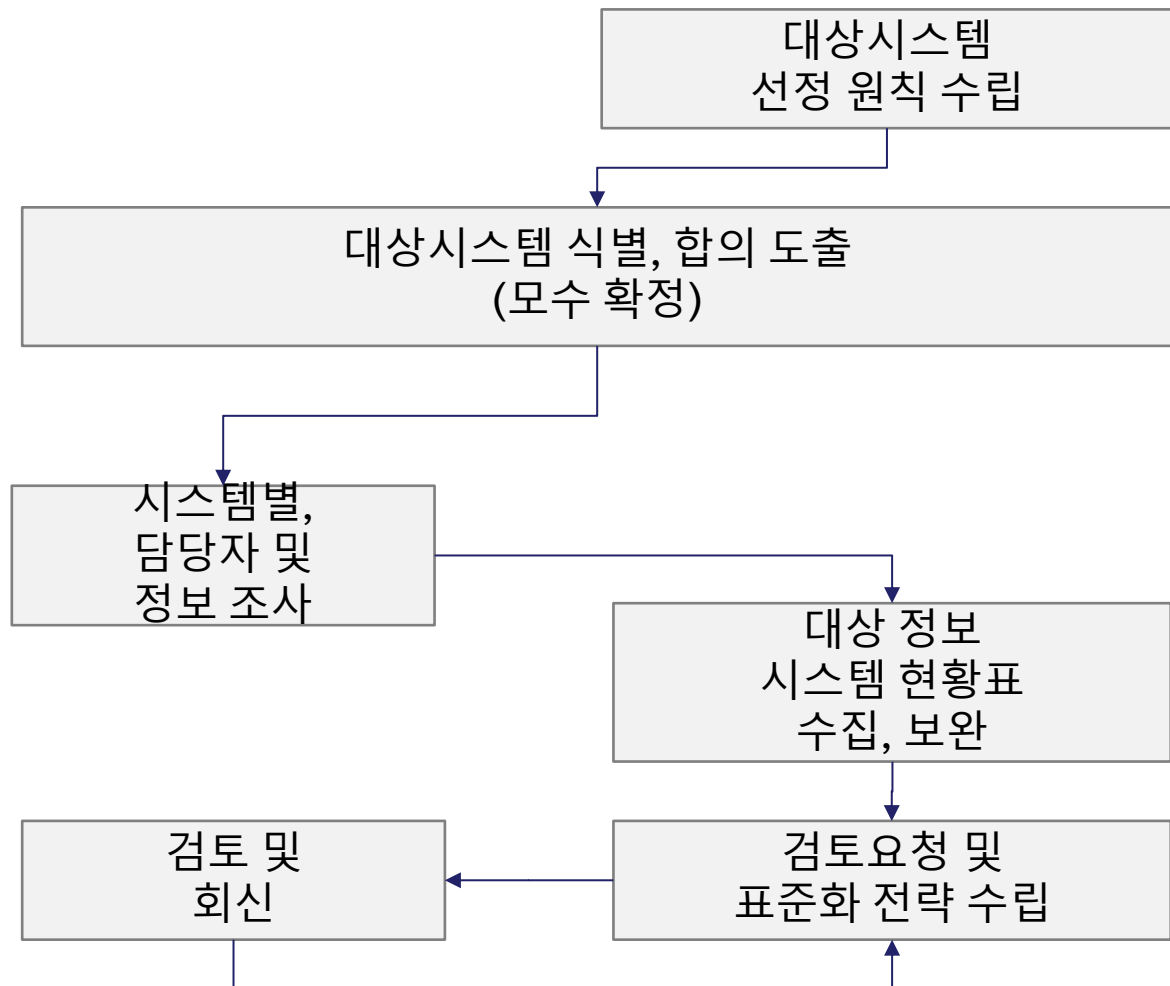 대상시스템
선정 원칙 수립
대상시스템 식별, 합의 도출
(모수 확정)
시스템별,
담당자 및
정보 조사
대상 정보
시스템 현황표
수집, 보완
검토 및
회신
검토요청 및
표준화 전략 수립